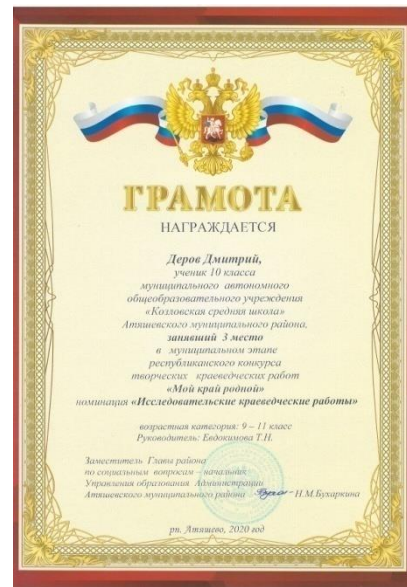 ГРАМОТА
НАГРАЖДАЕТСЯ
Деров Дмитрий,
ученик 10 класса
муниципального автономного
общеобразовательного учреждения
«Козловская средняя школа»
Атяшевского муниципального района,
занявший 3 место
в муниципальном этапе
республиканского конкурса
творческих краеведческих работ
«Мой край родной»
номинация «Исследовательские краеведческие работы»
возрастная категория: 9 – 11 класс
Руководитель: Евдокимова Т.Н.
Заместитель Главы района
по социальным вопросам – начальник
Управления образования Администрации
Атяшевского муниципального района Н.М.Бухаркина
рп. Атяшево, 2020 год